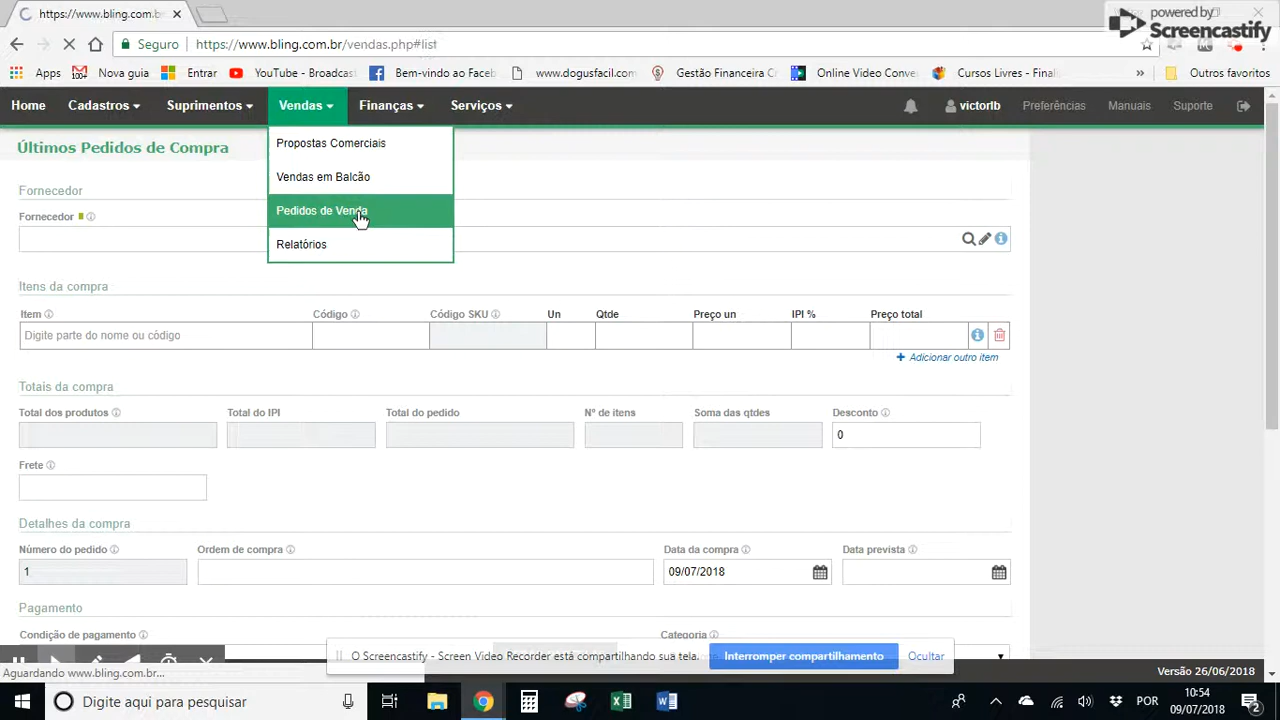 https://www.bling.com.br
powered by
Screencastify
Seguro https://www.bling.com.br/vendas.php#list
Apps Nova guia Entrar YouTube - Broadcast Bem-vindo ao Fa www.dogusfacil.com Gestão Financeira C Online Video Conve Cursos Livres - Final » Outros favoritos
Home Cadastros Suprimentos Vendas Finanças Serviços victorlb Preferências Manuais Suporte
Propostas Comerciais
Vendas em Balcão
Pedidos de Venda
Relatórios
Últimos Pedidos de Compra
Fornecedor
Fornecedor
Itens da compra
Item Código Código SKU Un Qtde Preço un IPI % Preço total
Digite parte do nome ou código
+ Adicionar outro item
Totais da compra
Total dos produtos Total do IPI Total do pedido Nº de itens Soma das qtdes Desconto
0
Frete
Detalhes da compra
Número do pedido Ordem de compra Data da compra Data prevista
1 09/07/2018
Pagamento
Condição de pagamento Categoria
O Screencastify - Screen Video Recorder está compartilhando sua tela. Interromper compartilhamento Ocultar
Aguardando www.bling.com.br...
Versão 26/06/2018
Digite aqui para pesquisar
POR
10:54
09/07/2018
2